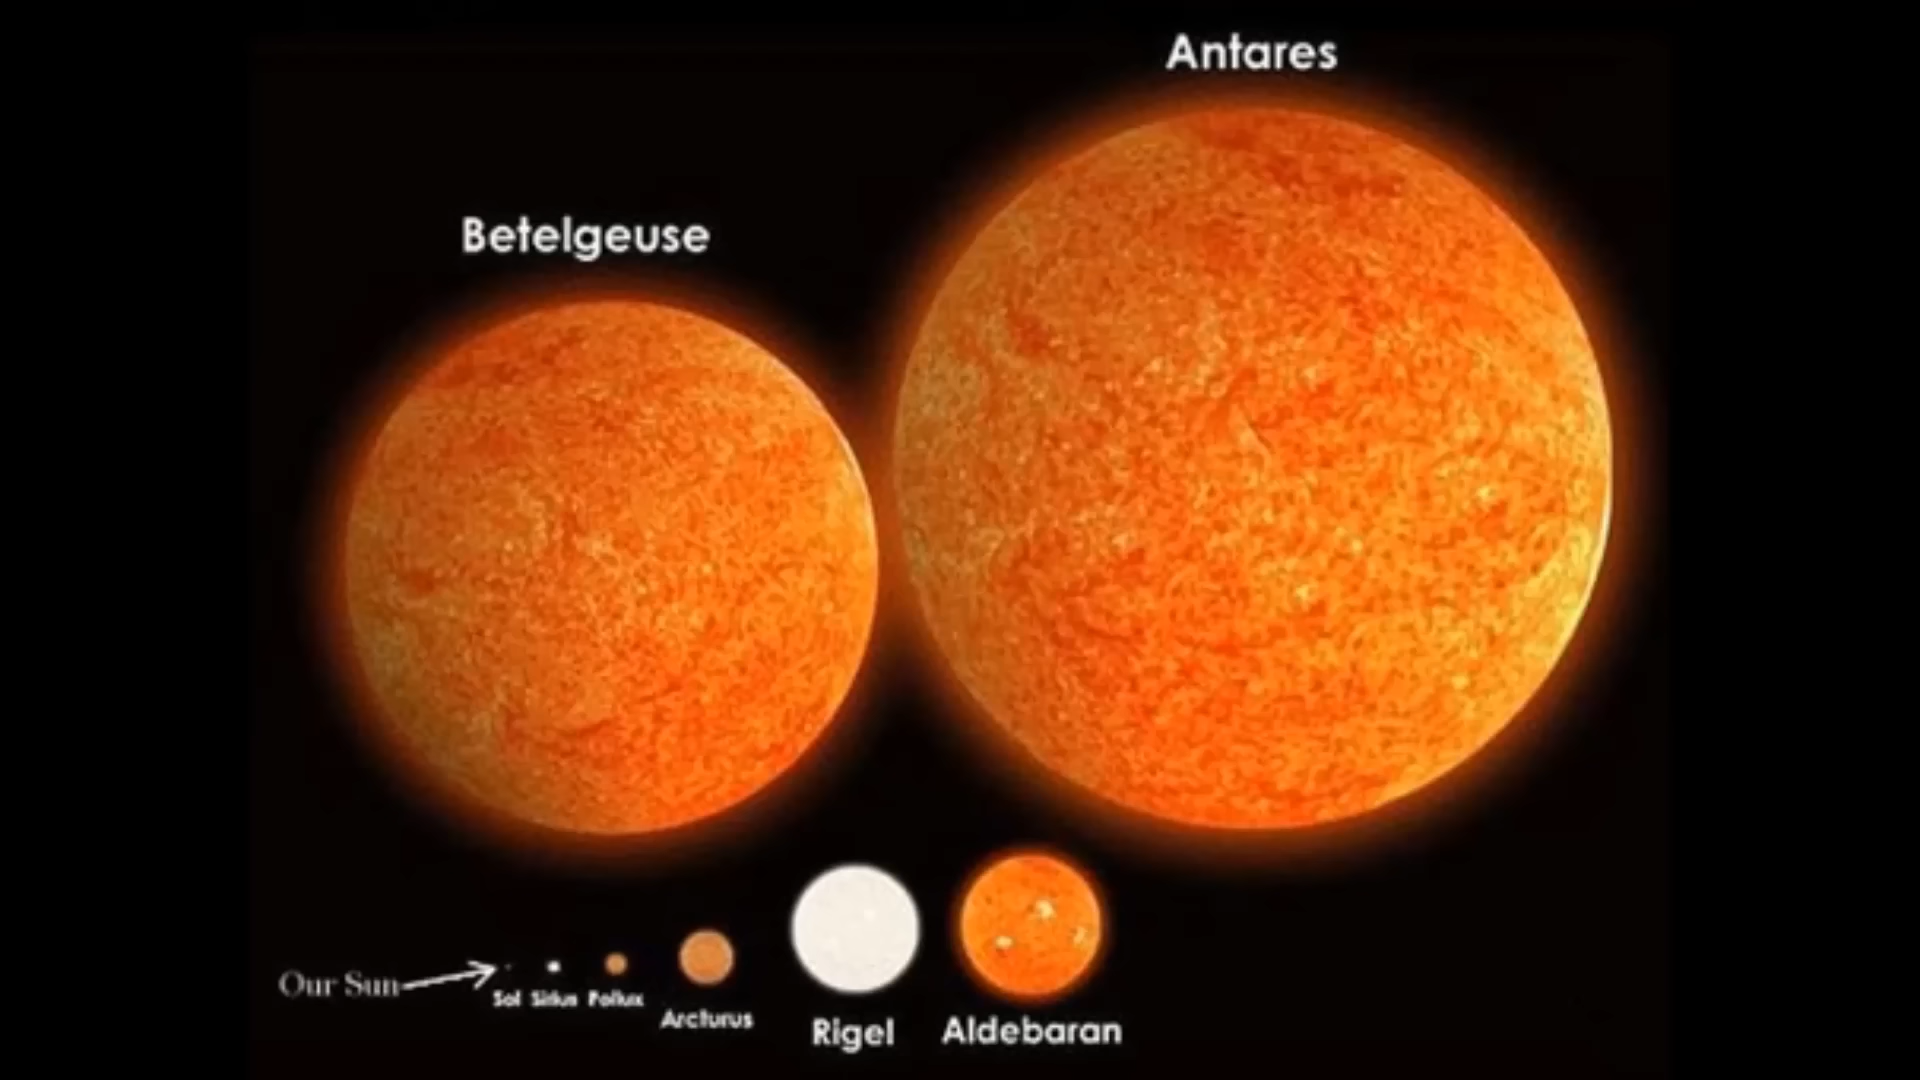 Antares
Betelgeuse
Our Sun
Sol Sirius Pollux
Arcturus
Rigel
Aldebaran